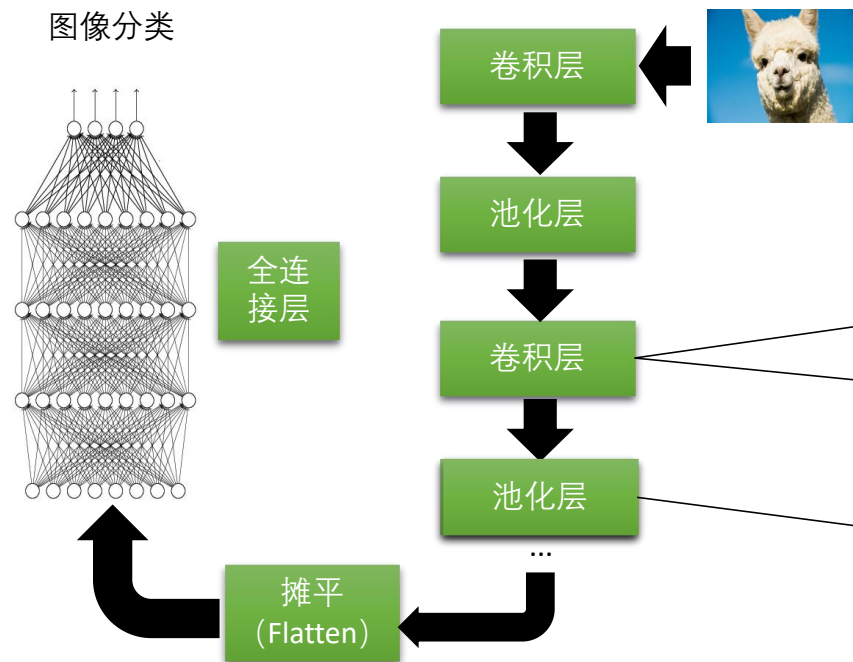 图像分类
卷积层
池化层
全连
接层
卷积层
池化层
...
摊平
（Flatten）